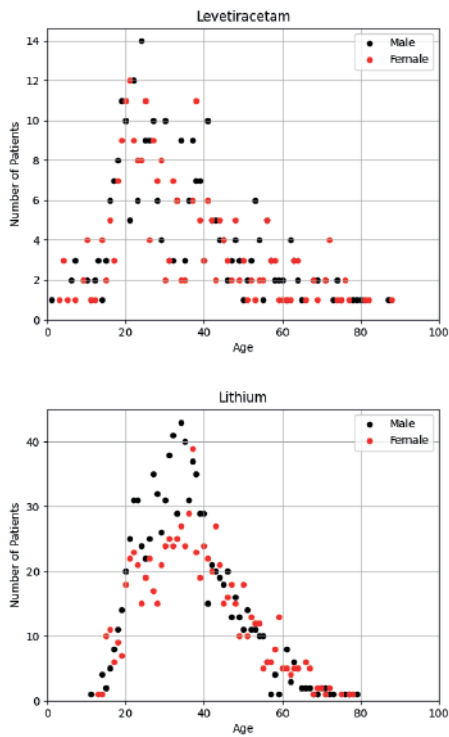 Levetiracetam
14
12
10
8
6
4
2
0
Number of Patients
Male
Female
0 20 40 60 80 100
Age
Lithium
40
30
20
10
0
Number of Patients
Male
Female
0 20 40 60 80 100
Age